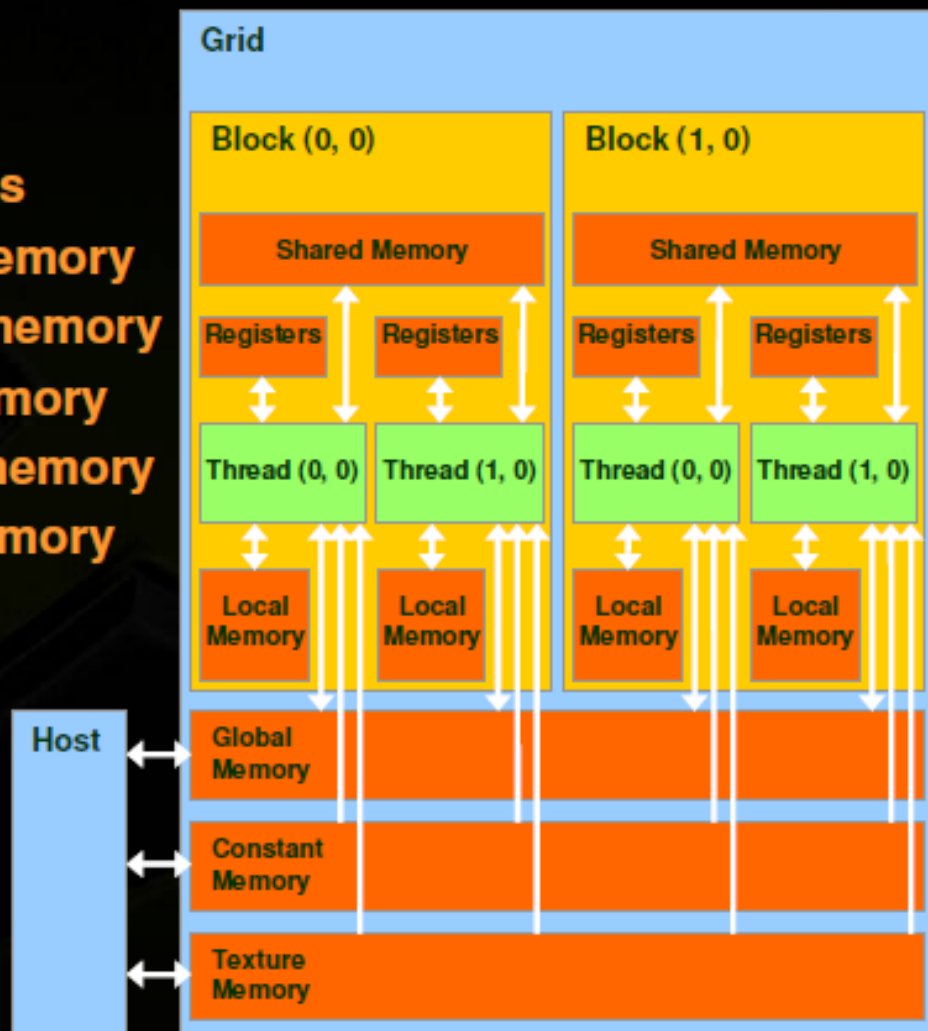 s
emory
nemory
mory
nemory
mory
Grid
Block (0, 0)
Shared Memory
Registers
Registers
Thread (0, 0)
Thread (1, 0)
Local
Memory
Local
Memory
Block (1, 0)
Shared Memory
Registers
Registers
Thread (0, 0)
Thread (1, 0)
Local
Memory
Local
Memory
Host
Global
Memory
Constant
Memory
Texture
Memory